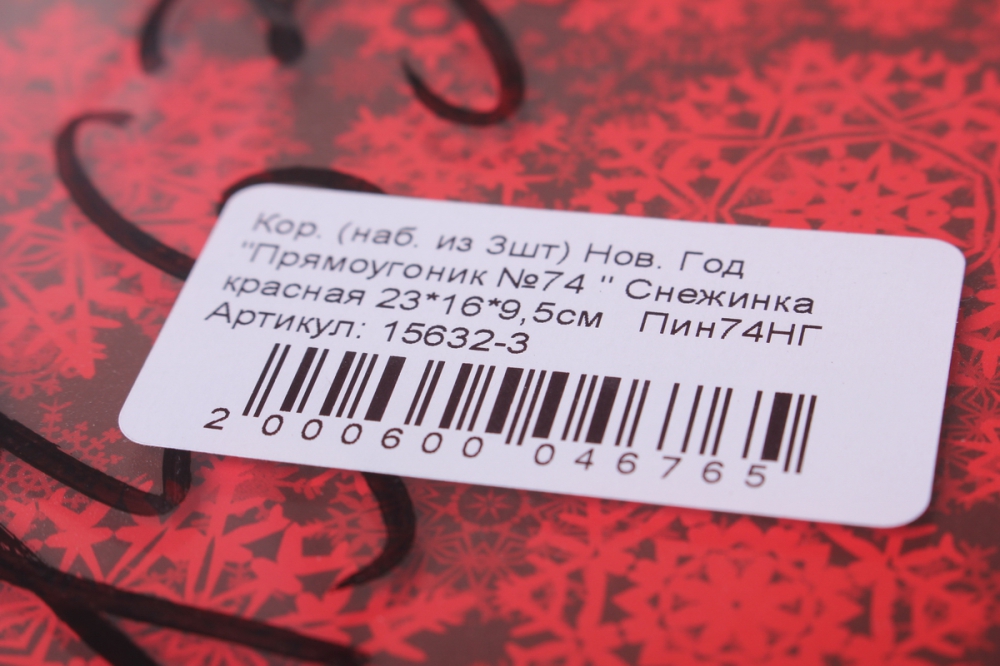 Кор. (наб. из 3шт) Нов. Год
"Прямоугоник №74 " Снежинка
красная 23*16*9,5см Пин74НГ
Артикул: 15632-3
2 000600 046765